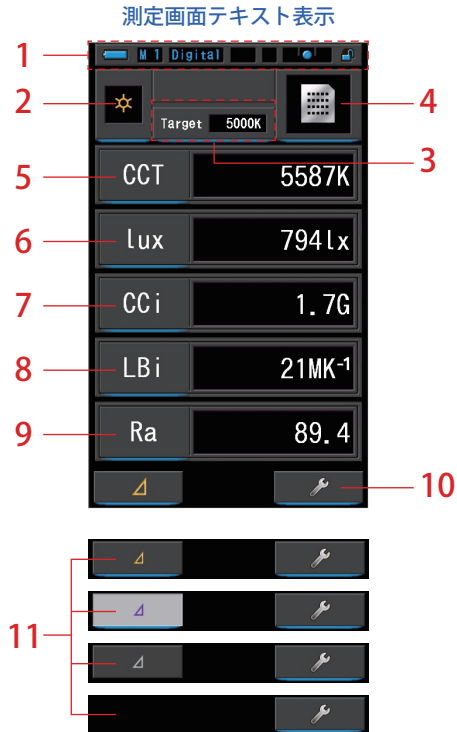 測定画面テキスト表示
1
M 1 Digital
2
4
Target 5000K
3
5 CCT 5587K
6 lux 794lx
7 CCi 1.7G
8 LBi 21MK⁻¹
9 Ra 89.4
10
11